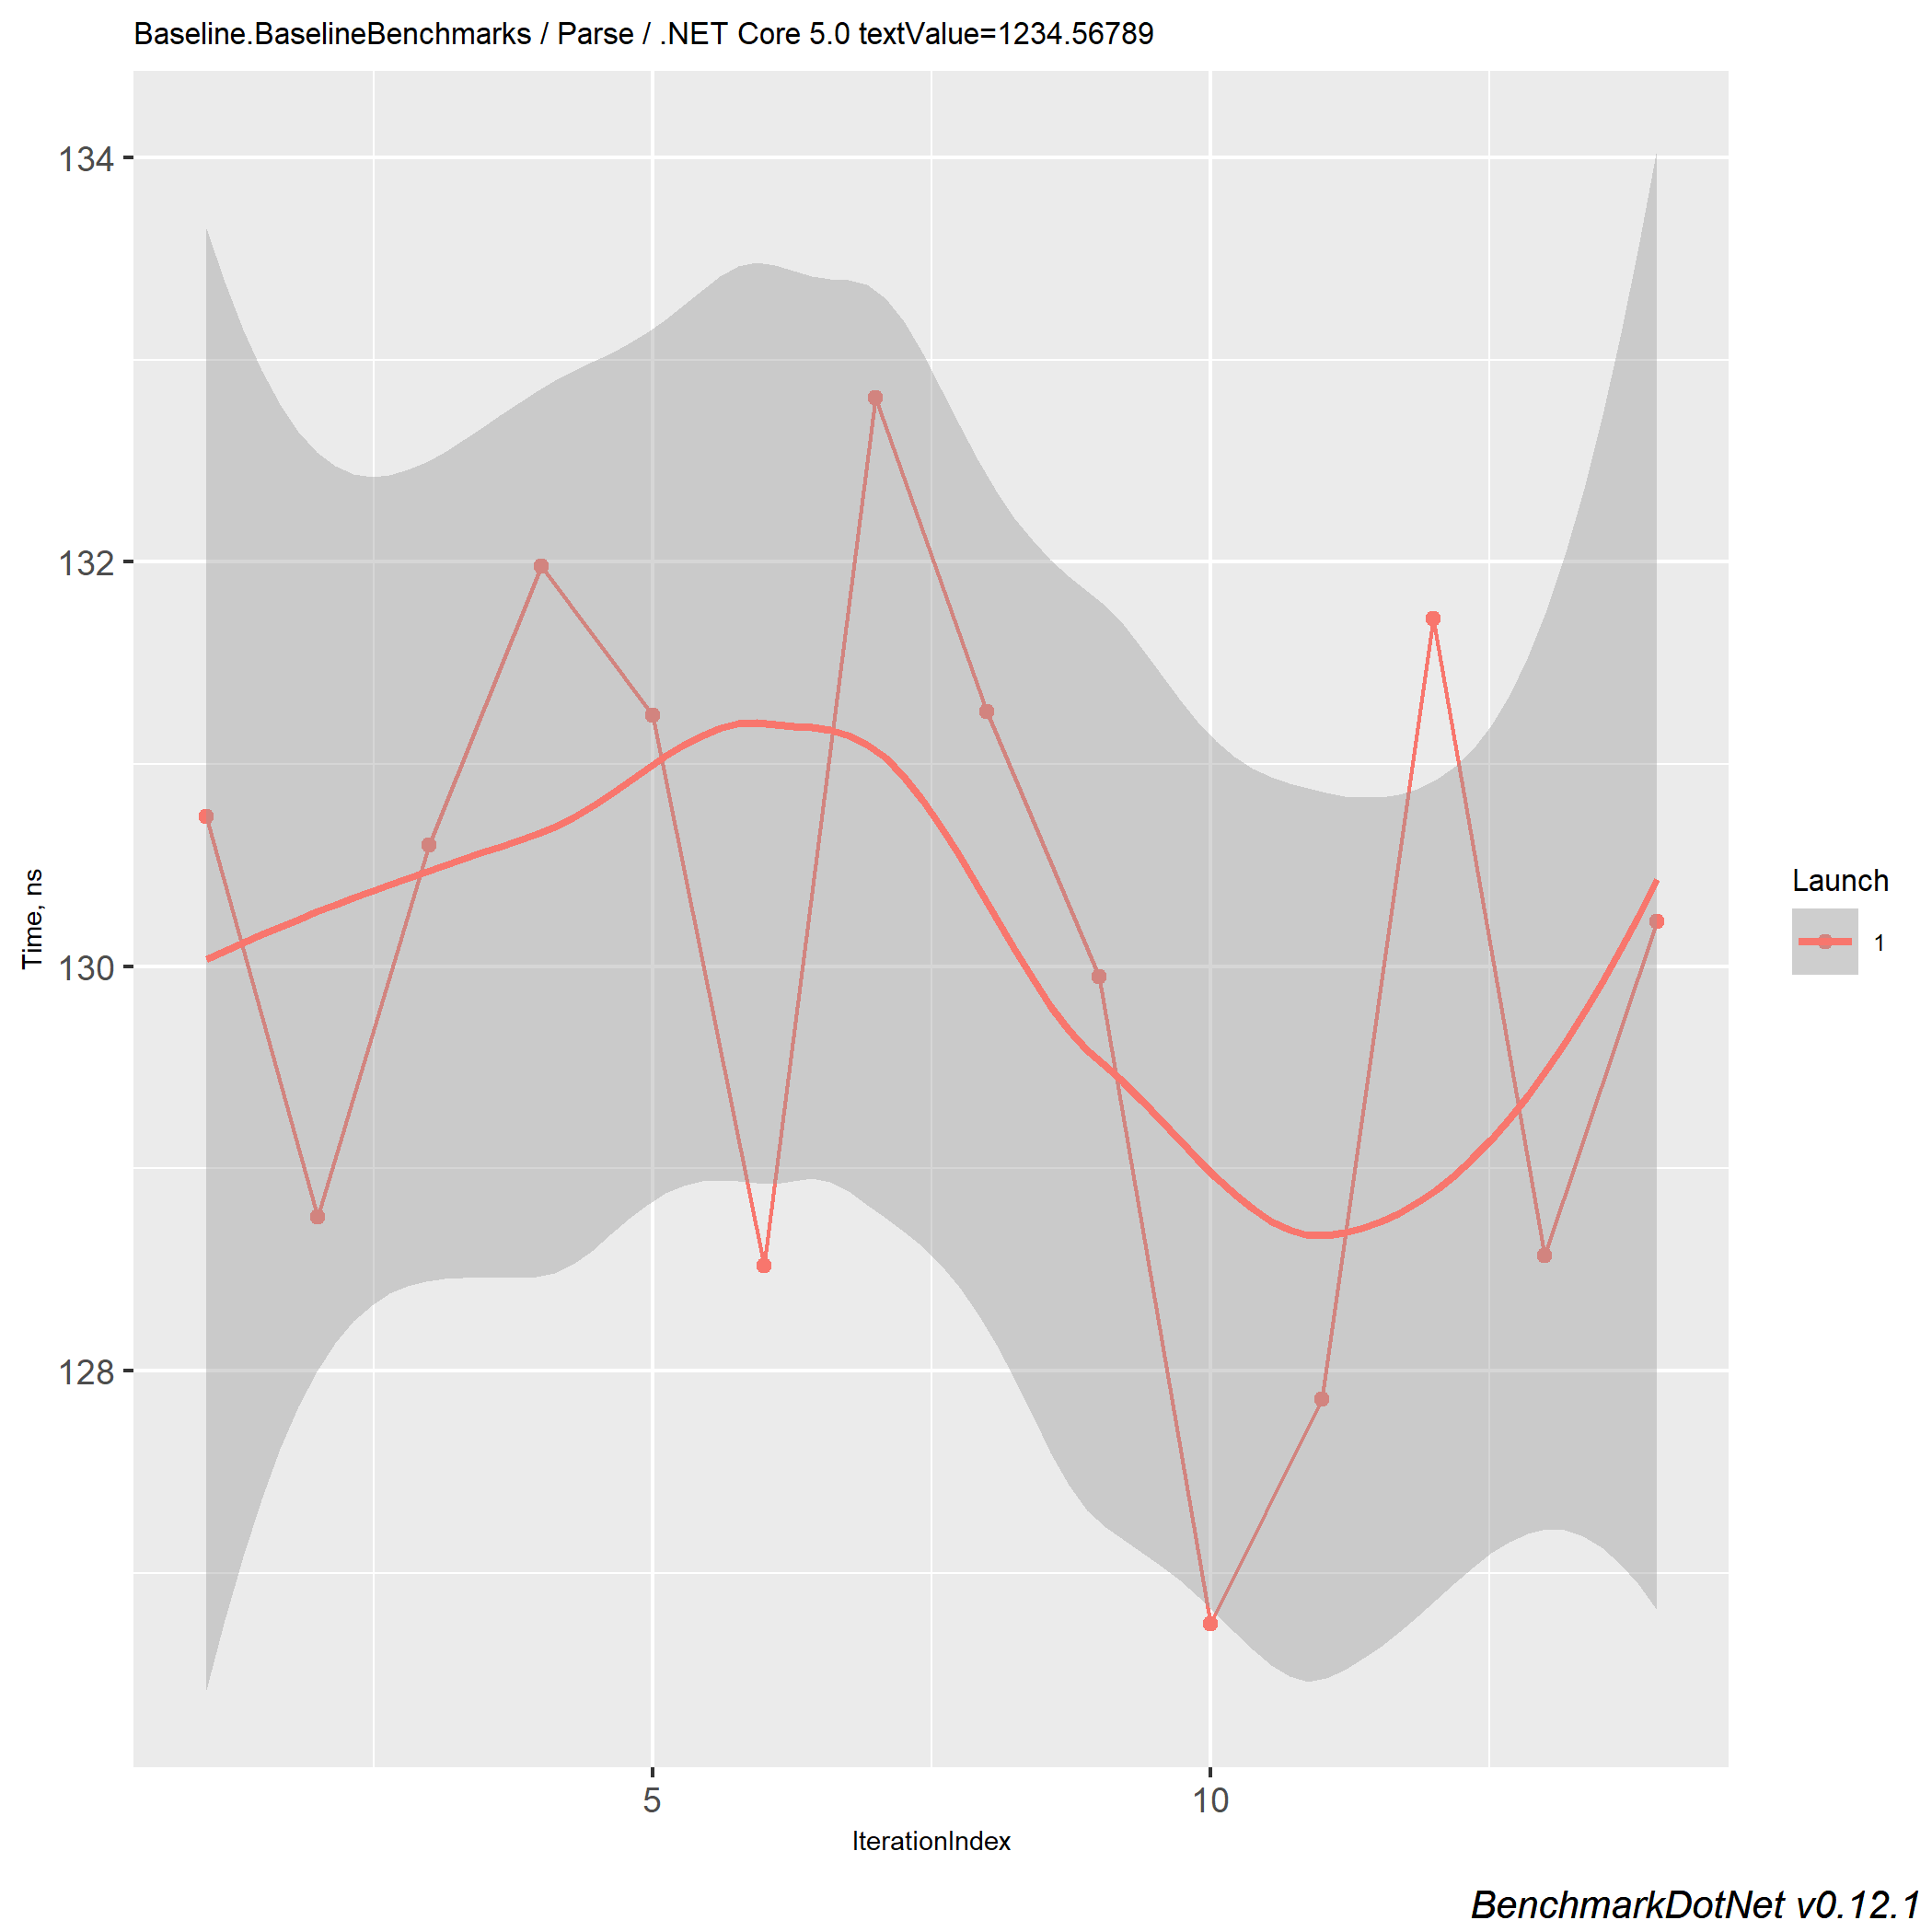 Baseline.BaselineBenchmarks / Parse / .NET Core 5.0 textValue=1234.56789
134
132
130
128
Time, ns
5
10
IterationIndex
Launch
1
BenchmarkDotNet v0.12.1